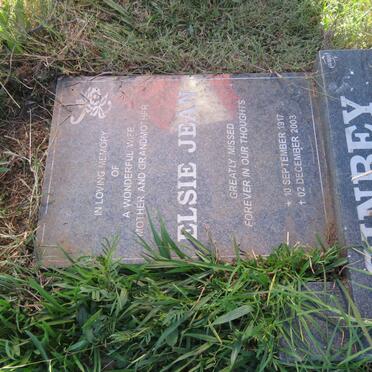 IN LOVING MEMORY
OF
A WONDERFUL WIFE
MOTHER AND GRANDMOTHER
ELSIE JEAN
GREATLY MISSED
FOREVER IN OUR THOUGHTS
10 SEPTEMBER 1917
† 02 DECEMBER 2003